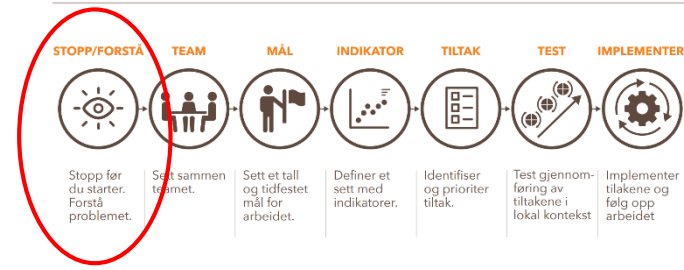 STOPP/FORSTÅ
TEAM
MÅL
INDIKATOR
TILTAK
TEST
IMPLEMENTER
Stopp før
du starter.
Forstå
problemet.
Sett sammen
teamet.
Sett et tall
og tidfestet
mål for
arbeidet.
Definer et
sett med
indikatorer.
Identifiser
og prioriter
tiltak.
Test gjennom-
føring av
tiltakene i
lokal kontekst
Implementer
tilakene og
følg opp
arbeidet